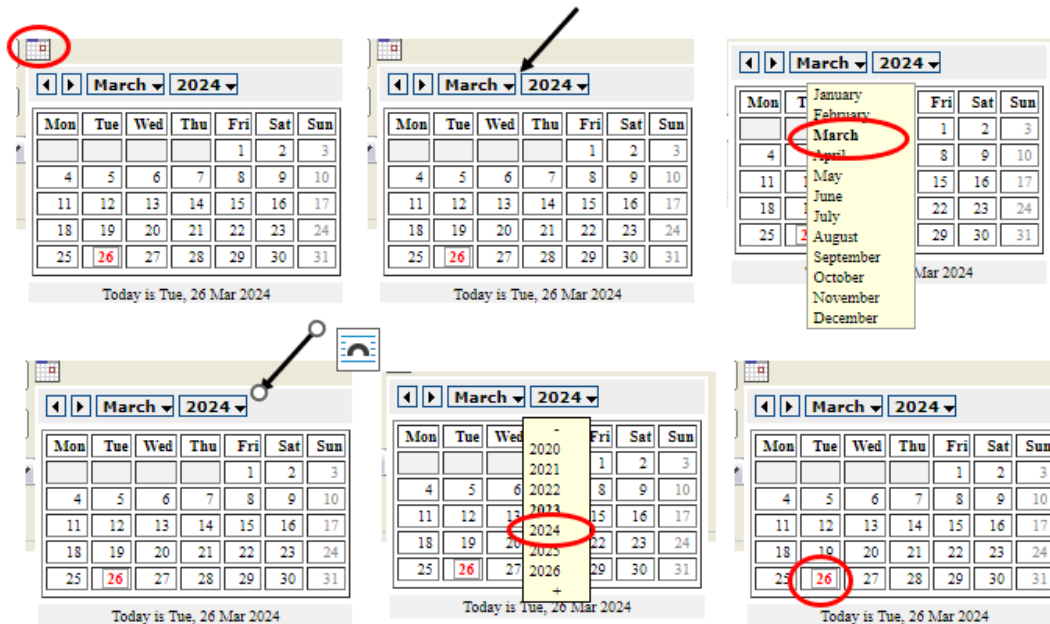 March 2024
Mon Tue Wed Thu Fri Sat Sun
1 2 3
4 5 6 7 8 9 10
11 12 13 14 15 16 17
18 19 20 21 22 23 24
25 26 27 28 29 30 31
Today is Tue, 26 Mar 2024
March 2024
Mon Tue Wed Thu Fri Sat Sun
1 2 3
4 5 6 7 8 9 10
11 12 13 14 15 16 17
18 19 20 21 22 23 24
25 26 27 28 29 30 31
Today is Tue, 26 Mar 2024
March 2024
Mon Fri Sat Sun
1 2 3
4 8 9 10
11 15 16 17
18 22 23 24
25 29 30 31
Mar 2024
January
February
March
April
May
June
July
August
September
October
November
December
March 2024
Mon Tue Wed Thu Fri Sat Sun
1 2 3
4 5 6 7 8 9 10
11 12 13 14 15 16 17
18 19 20 21 22 23 24
25 26 27 28 29 30 31
Today is Tue, 26 Mar 2024
March 2024
Mon Tue Wed Fri Sat Sun
1 2 3
4 5 6 8 9 10
11 12 13 15 16 17
18 19 20 22 23 24
25 26 27 29 30 31
Today is Tue, 26 Mar 2024
-
2020
2021
2022
2023
2024
2025
2026
+
March 2024
Mon Tue Wed Thu Fri Sat Sun
1 2 3
4 5 6 7 8 9 10
11 12 13 14 15 16 17
18 19 20 21 22 23 24
25 26 27 28 29 30 31
Today is Tue, 26 Mar 2024